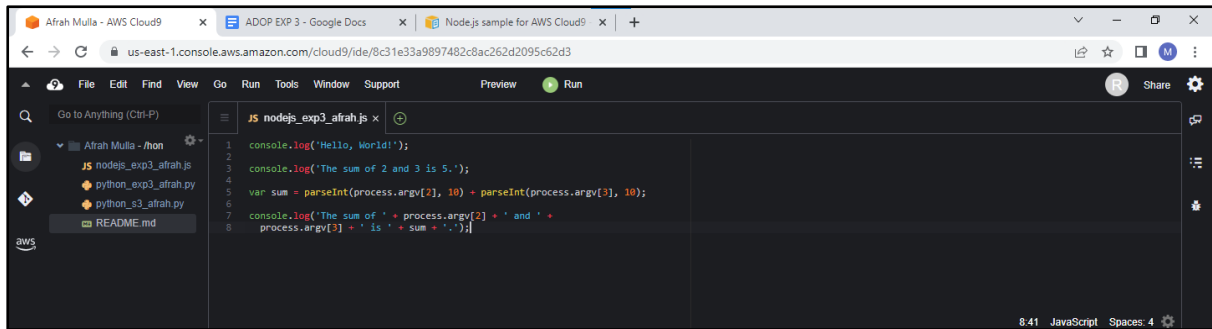 Afrah Mulla - AWS Cloud9
ADOP EXP 3 - Google Docs
Node.js sample for AWS Cloud9
us-east-1.console.aws.amazon.com/cloud9/ide/8c31e33a9897482c8ac262d2095c62d3
M
9 File Edit Find View Go Run Tools Window Support Preview Run R Share
Go to Anything (Ctrl-P)
JS nodejs_exp3_afrah.js
Afrah Mulla - /hon
JS nodejs_exp3_afrah.js
python_exp3_afrah.py
python_s3_afrah.py
README.md
aws
1 console.log('Hello, World!');
2
3 console.log('The sum of 2 and 3 is 5.');
4
5 var sum = parseInt(process.argv[2], 10) + parseInt(process.argv[3], 10);
6
7 console.log('The sum of ' + process.argv[2] + ' and ' +
8 process.argv[3] + ' is ' + sum + '.');
8:41 JavaScript Spaces: 4